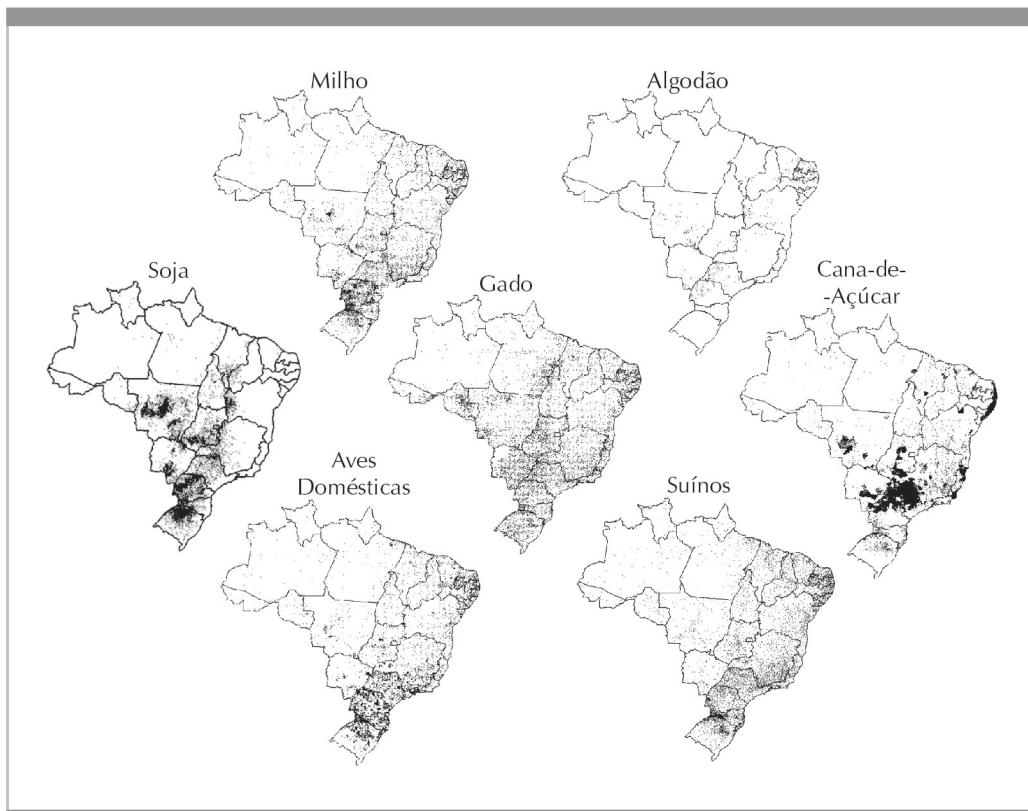 Milho
Algodão
Soja
Gado
Cana-de-
-Açúcar
Aves
Domésticas
Suínos